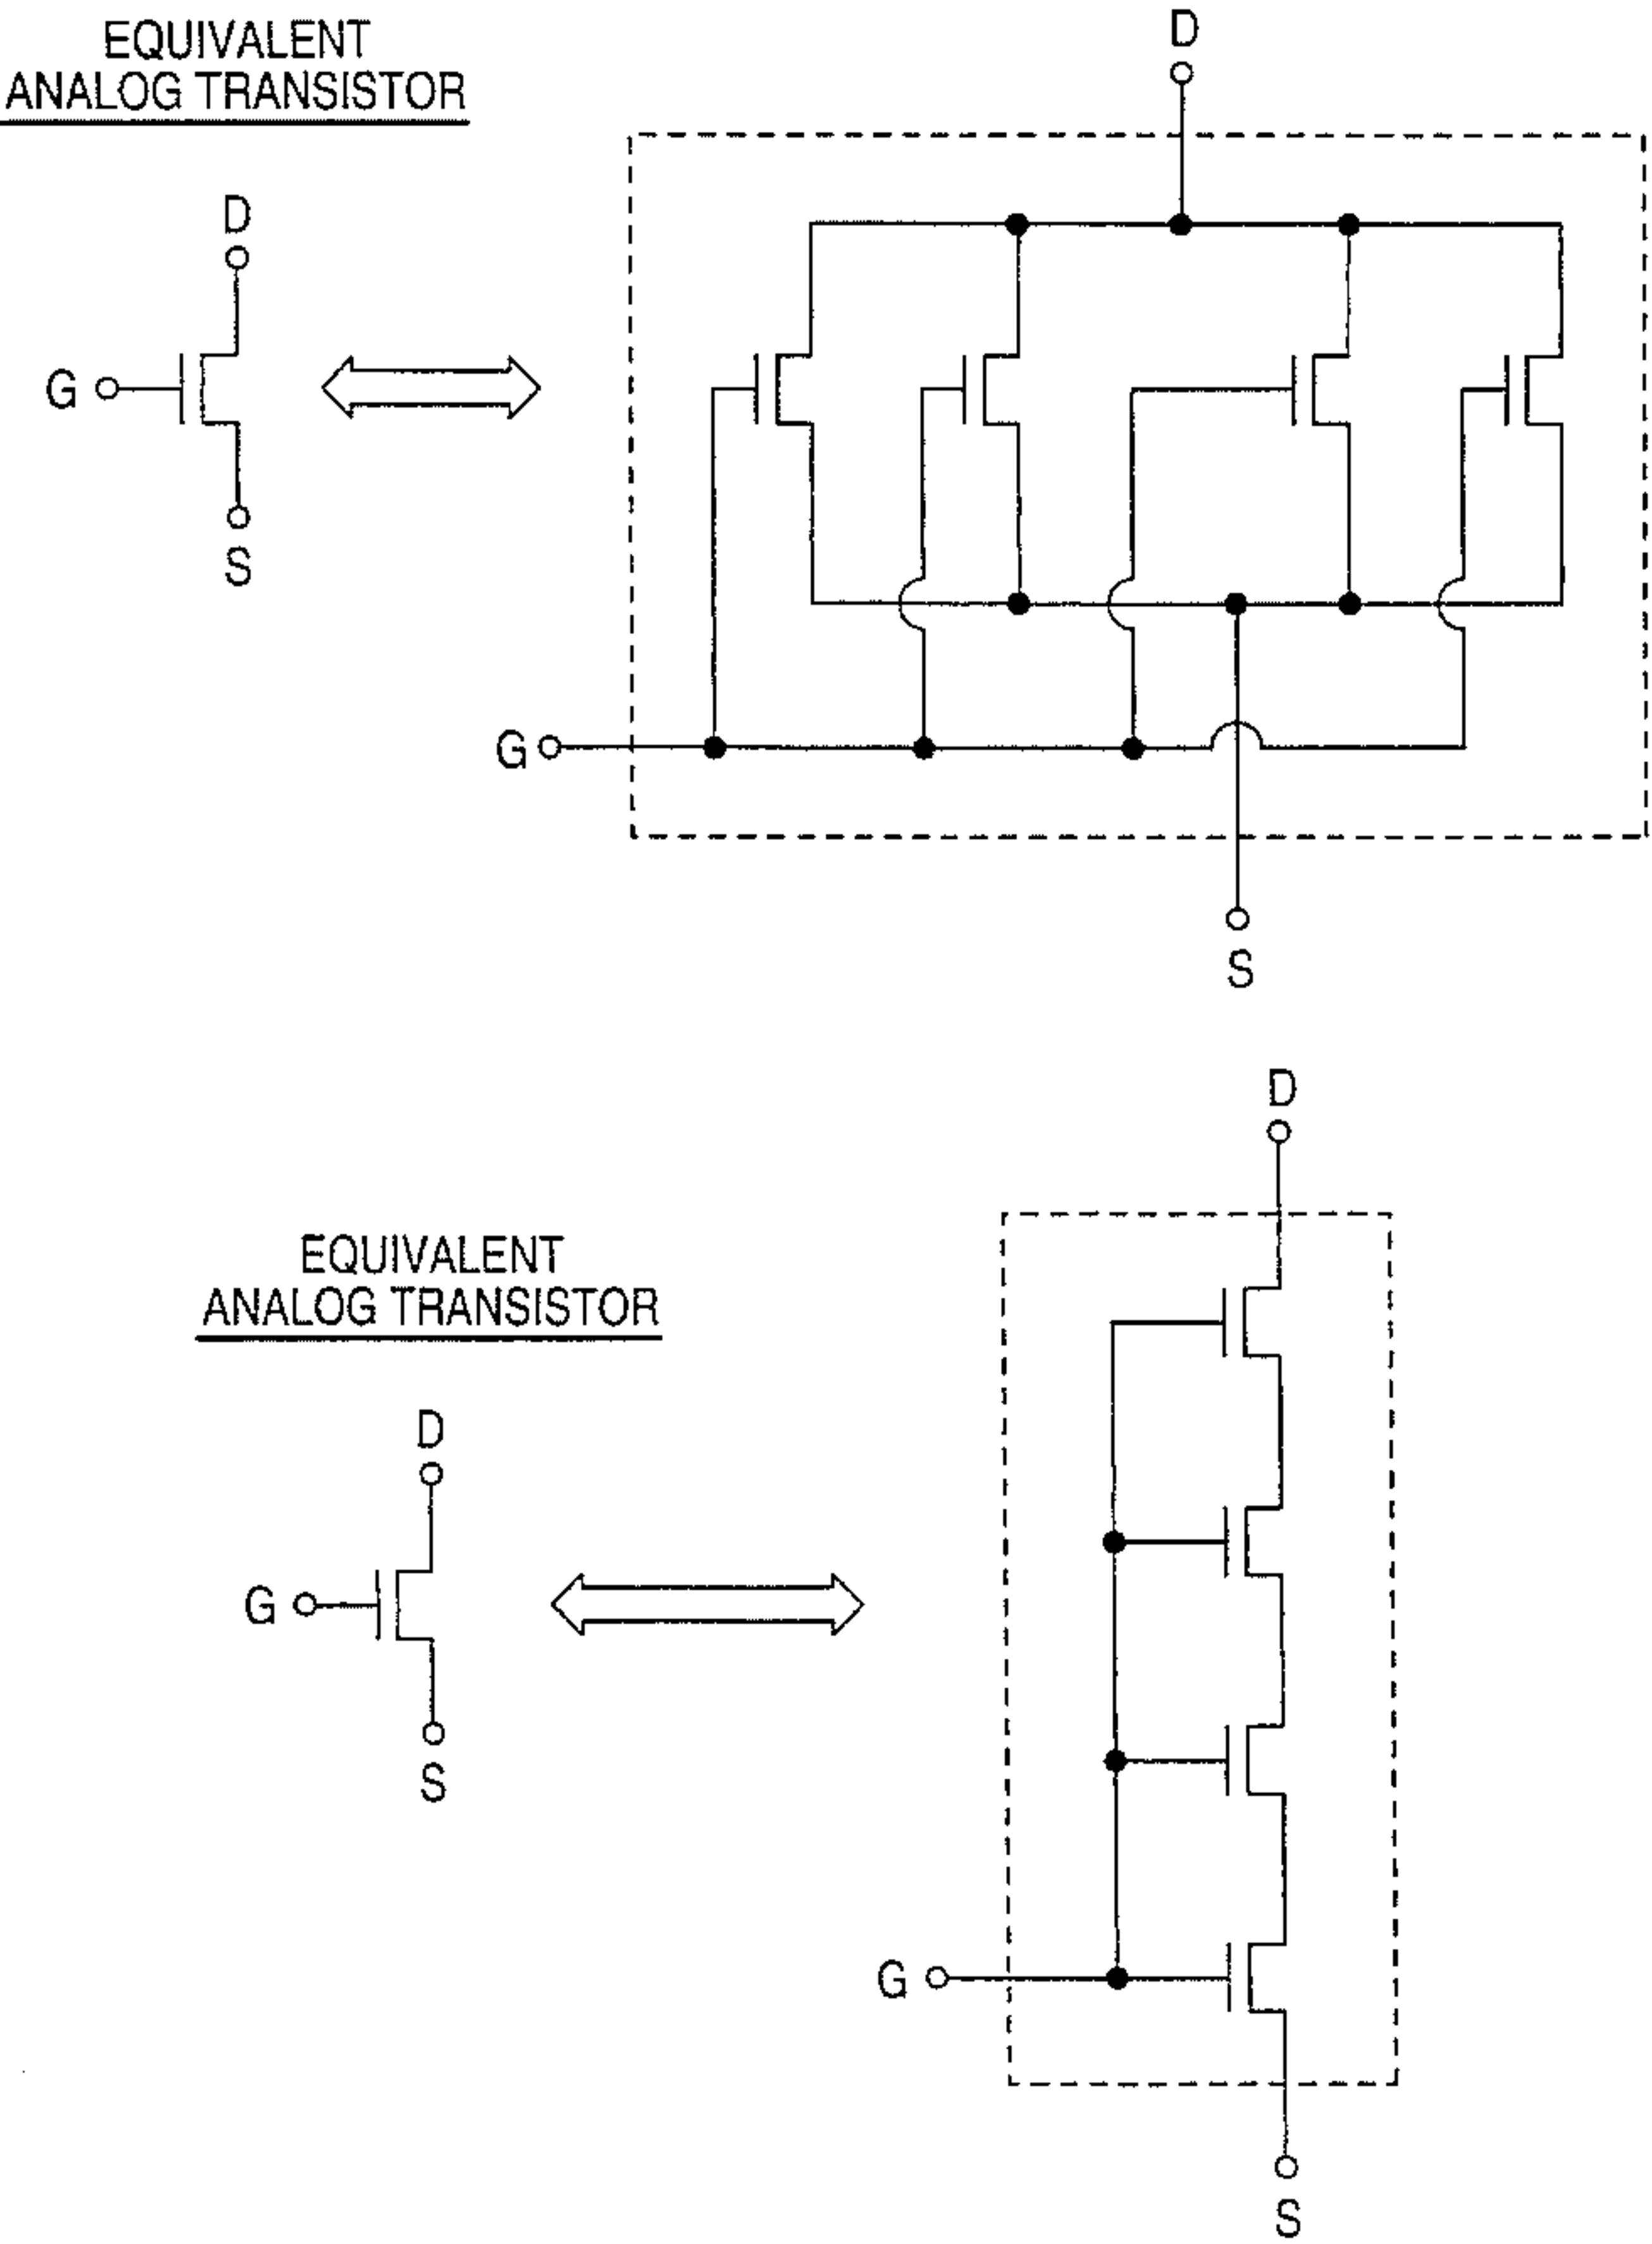 EQUIVALENT
ANALOG TRANSISTOR
D
G
S
D
G
S
EQUIVALENT
ANALOG TRANSISTOR
D
G
S
D
G
S